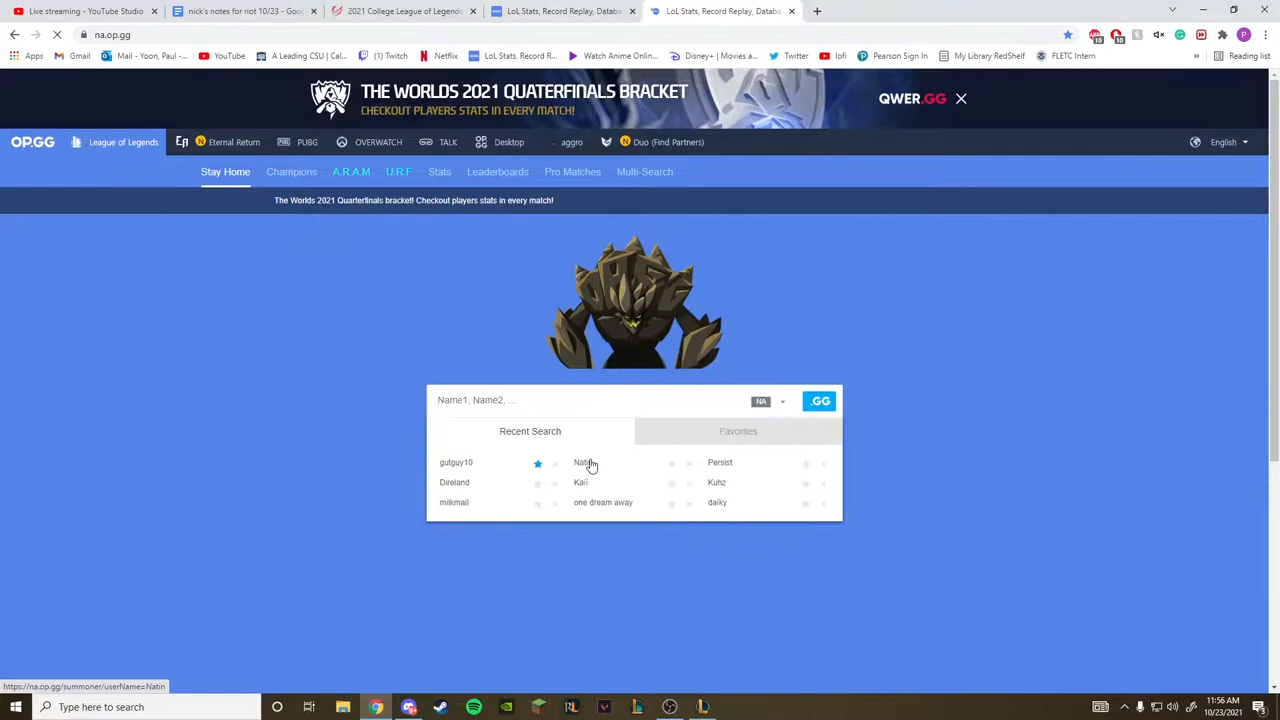 Live streaming - YouTube Studio
nick's notes for riot 10/23 - Goo
2021 College League of Legends
LoL Stats, Record Replay, Databa
LoL Stats, Record Replay, Databa
na.op.gg
Apps
Gmail
Mail - Yoon, Paul -...
YouTube
A Leading CSU | Cal...
(1) Twitch
Netflix
LoL Stats, Record R...
Watch Anime Onlin...
Disney+ | Movies a...
Twitter
lofi
Pearson Sign In
My Library RedShelf
FLETC Intern
Reading list
THE WORLDS 2021 QUATERFINALS BRACKET
CHECKOUT PLAYERS STATS IN EVERY MATCH!
QWER.GG
OP.GG
League of Legends
Eternal Return
PUBG
OVERWATCH
TALK
Desktop
aggro
Duo (Find Partners)
English
Stay Home
Champions
A.R.A.M
U.R.F
Stats
Leaderboards
Pro Matches
Multi-Search
The Worlds 2021 Quarterfinals bracket! Checkout players stats in every match!
Name1, Name2, ...
NA
.GG
Recent Search
Favorites
gutguy10
Natin
Persist
Direland
Kuhz
milkmail
one dream away
https://na.op.gg/summoner/userName=Natin
Type here to search
11:56 AM
10/23/2021